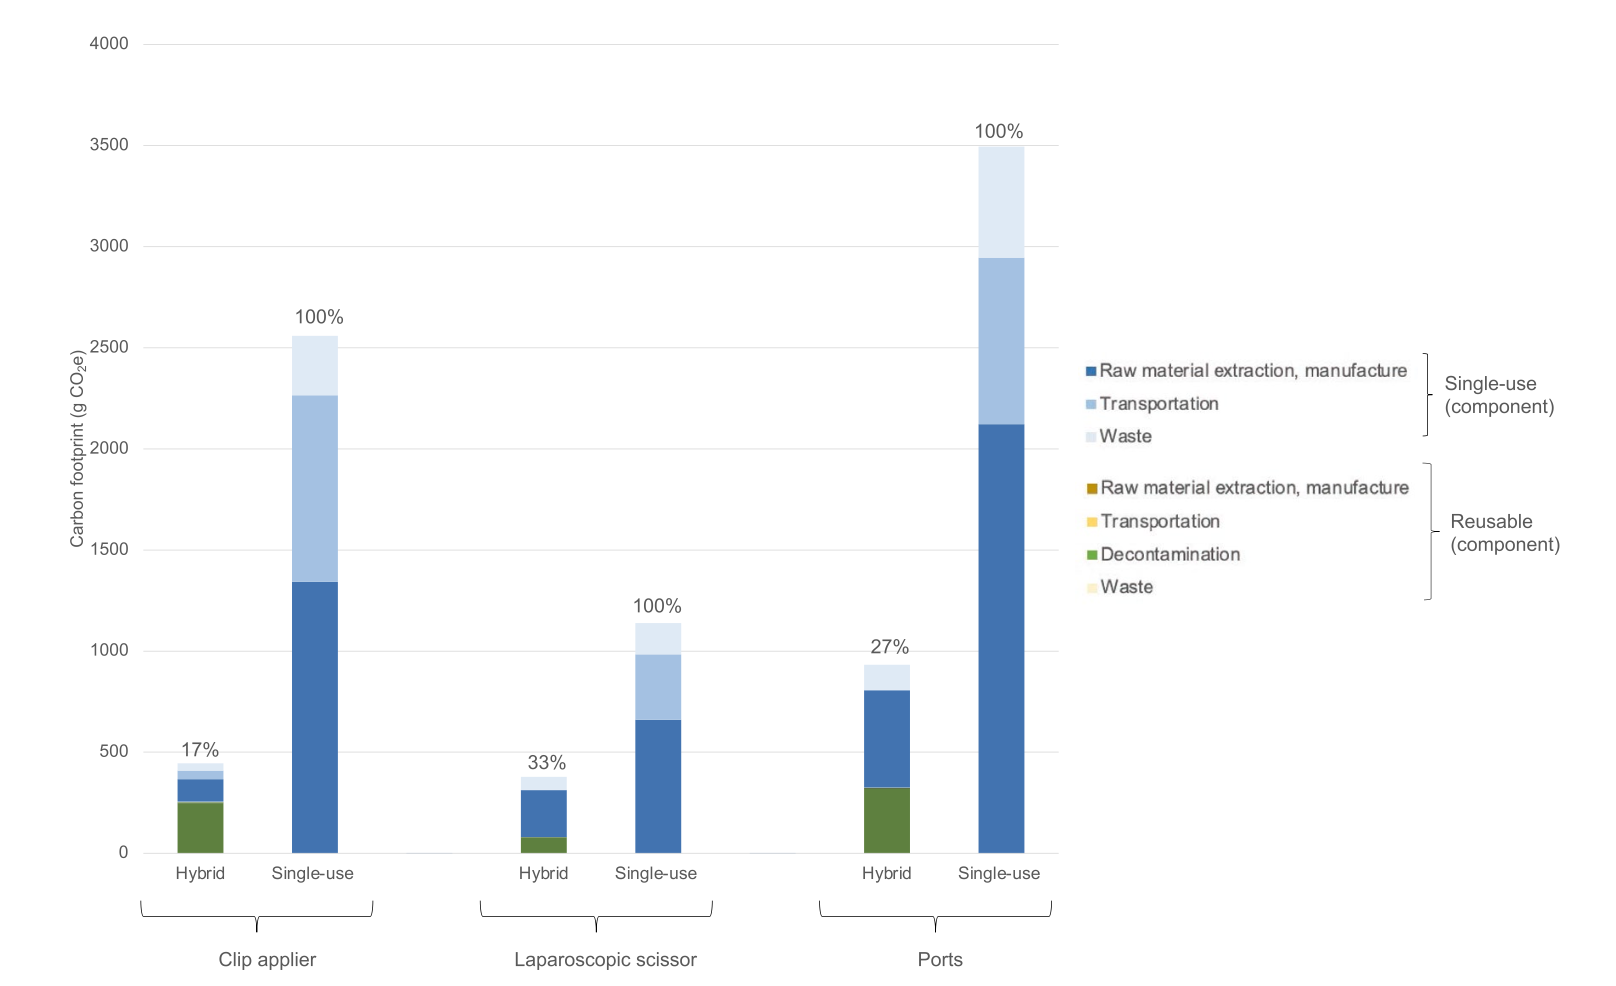 4000
3500
3000
2500
2000
1500
1000
500
0
Carbon footprint (g CO₂e)
17%
100%
33%
100%
27%
100%
Hybrid
Single-use
Hybrid
Single-use
Hybrid
Single-use
Clip applier
Laparoscopic scissor
Ports
Raw material extraction, manufacture
Transportation
Waste
Single-use
(component)
Raw material extraction, manufacture
Transportation
Decontamination
Waste
Reusable
(component)